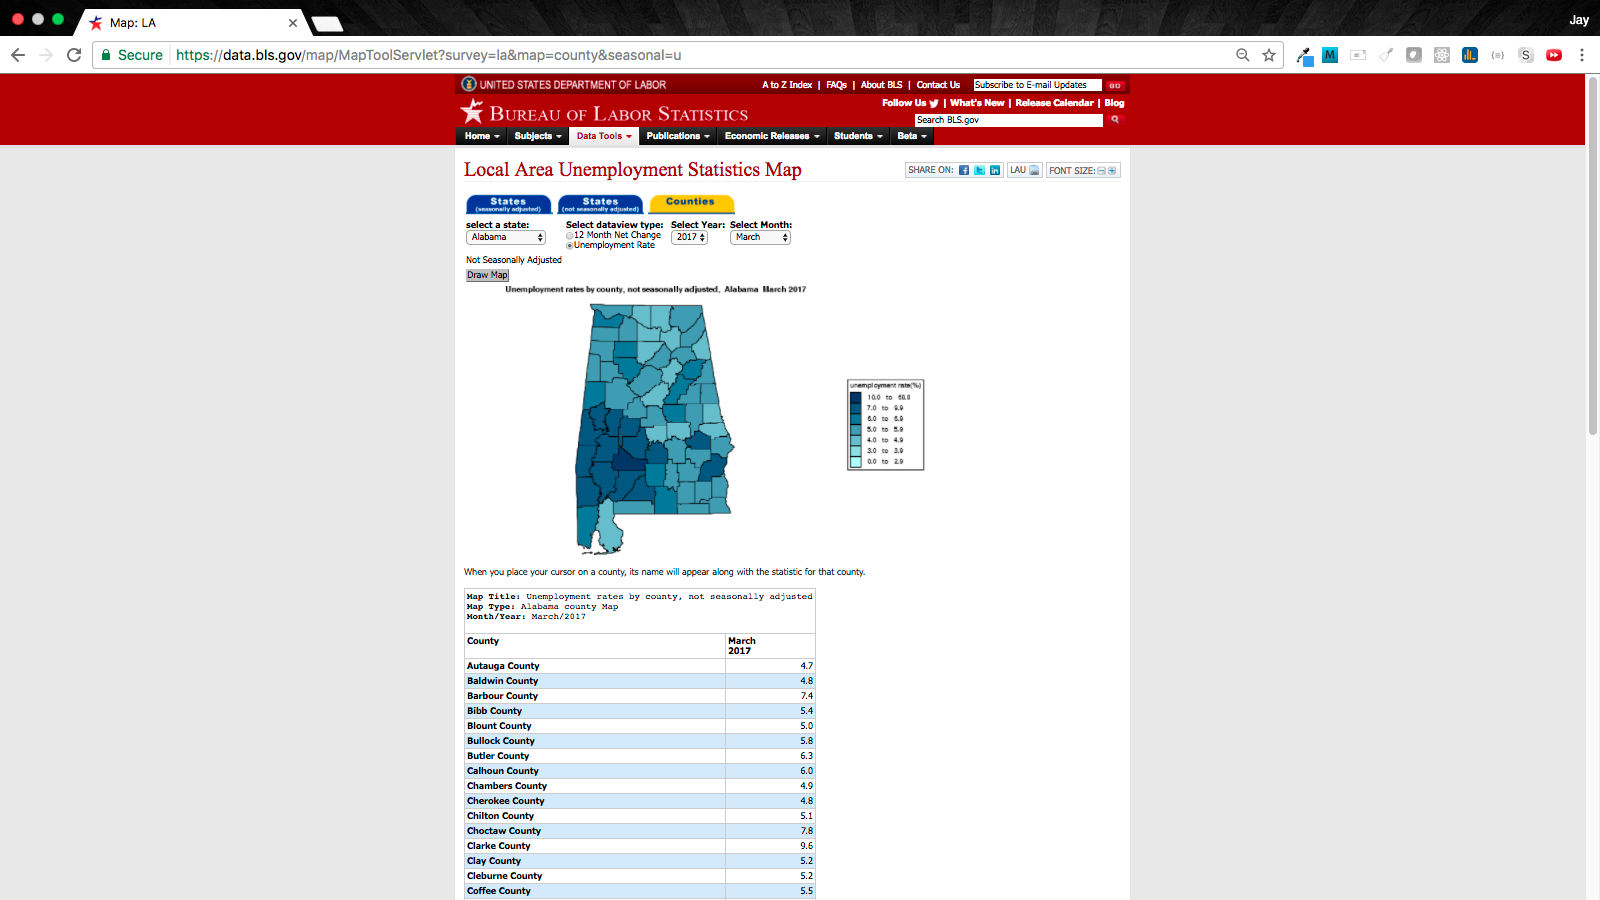 Map: LA
Jay
Secure https://data.bls.gov/map/MapToolServlet?survey=la&map=county&seasonal=u
UNITED STATES DEPARTMENT OF LABOR
A to Z Index | FAQs | About BLS | Contact Us Subscribe to E-mail Updates GO
Follow Us | What's New | Release Calendar | Blog
BUREAU OF LABOR STATISTICS
Search BLS.gov
Home Subjects Data Tools Publications Economic Releases Students Beta
Local Area Unemployment Statistics Map
SHARE ON: LAU FONT SIZE:
States (seasonally adjusted) States (not seasonally adjusted) Counties
select a state: Select dataview type: Select Year: Select Month:
Alabama 12 Month Net Change 2017 March
Unemployment Rate
Not Seasonally Adjusted
Draw Map
Unemployment rates by county, not seasonally adjusted, Alabama March 2017
unemployment rate(%)
10.0 to 68.8
7.0 to 9.9
6.0 to 6.9
5.0 to 5.9
4.0 to 4.9
3.0 to 3.9
0.0 to 2.9
When you place your cursor on a county, its name will appear along with the statistic for that county.
Map Title: Unemployment rates by county, not seasonally adjusted
Map Type: Alabama county Map
Month/Year: March/2017
County March 2017
Autauga County 4.7
Baldwin County 4.8
Barbour County 7.4
Bibb County 5.4
Blount County 5.0
Bullock County 5.8
Butler County 6.3
Calhoun County 6.0
Chambers County 4.9
Cherokee County 4.8
Chilton County 5.1
Choctaw County 7.8
Clarke County 9.6
Clay County 5.2
Cleburne County 5.2
Coffee County 5.5